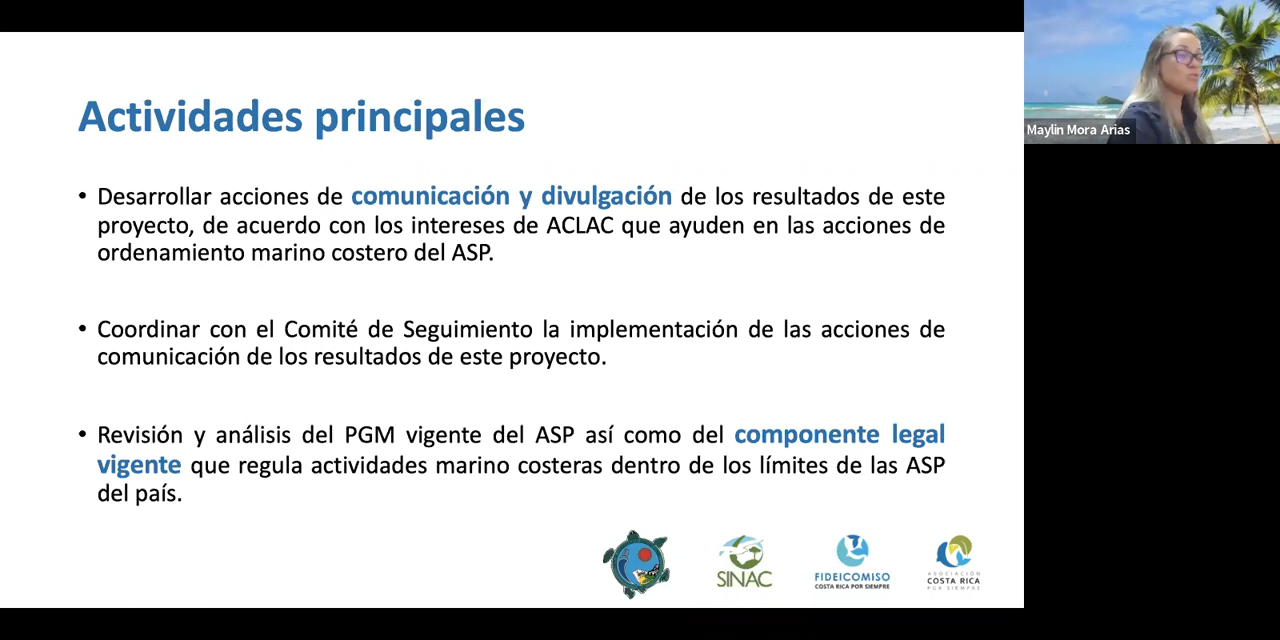 Actividades principales
• Desarrollar acciones de comunicación y divulgación de los resultados de este
proyecto, de acuerdo con los intereses de ACLAC que ayuden en las acciones de
ordenamiento marino costero del ASP.
• Coordinar con el Comité de Seguimiento la implementación de las acciones de
comunicación de los resultados de este proyecto.
• Revisión y análisis del PGM vigente del ASP así como del componente legal
vigente que regula actividades marino costeras dentro de los límites de las ASP
del país.
SINAC
FIDEICOMISO
COSTA RICA POR SIEMPRE
ASOCIACIÓN
COSTA RICA
POR SIEMPRE
Maylin Mora Arias